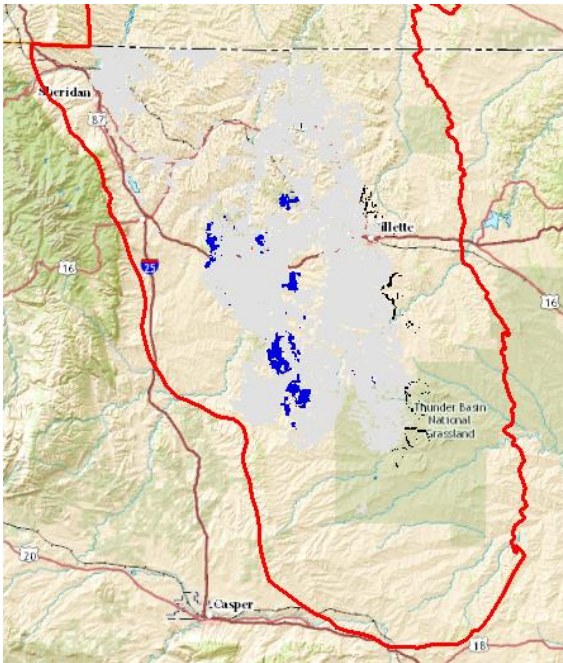 Sheridan
87
illette
16
25
16
Thunder Basin
National
Grassland
20
Casper
18